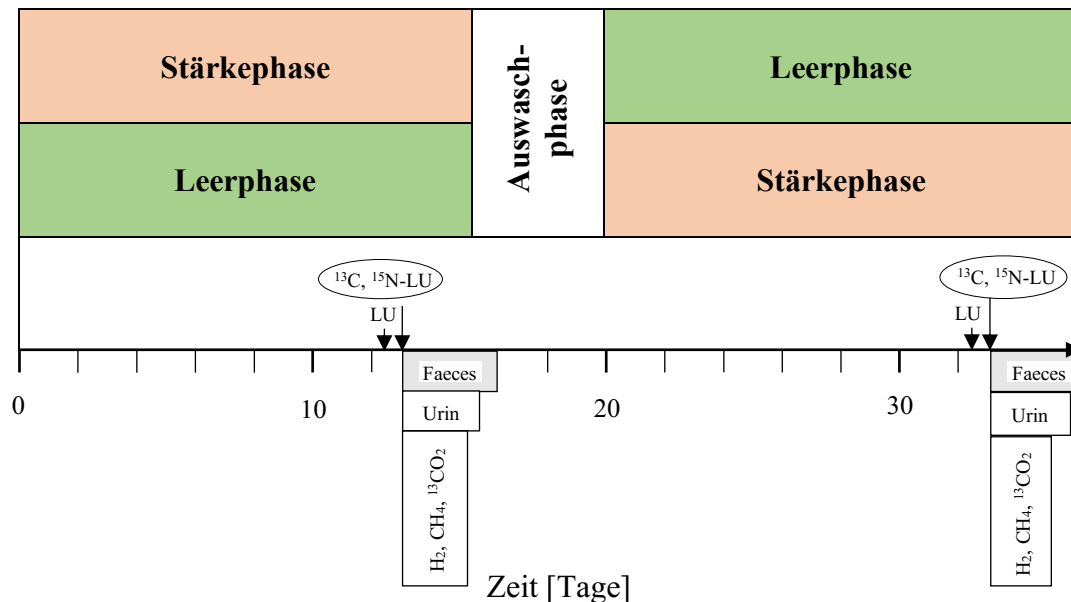 Stärkephase
Leerphase
Auswasch-
phase
Leerphase
Stärkephase
¹³C, ¹⁵N-LU
¹³C, ¹⁵N-LU
LU
LU
Faeces
Faeces
0
10
20
30
Urin
Urin
H₂, CH₄, ¹³CO₂
H₂, CH₄, ¹³CO₂
Zeit [Tage]